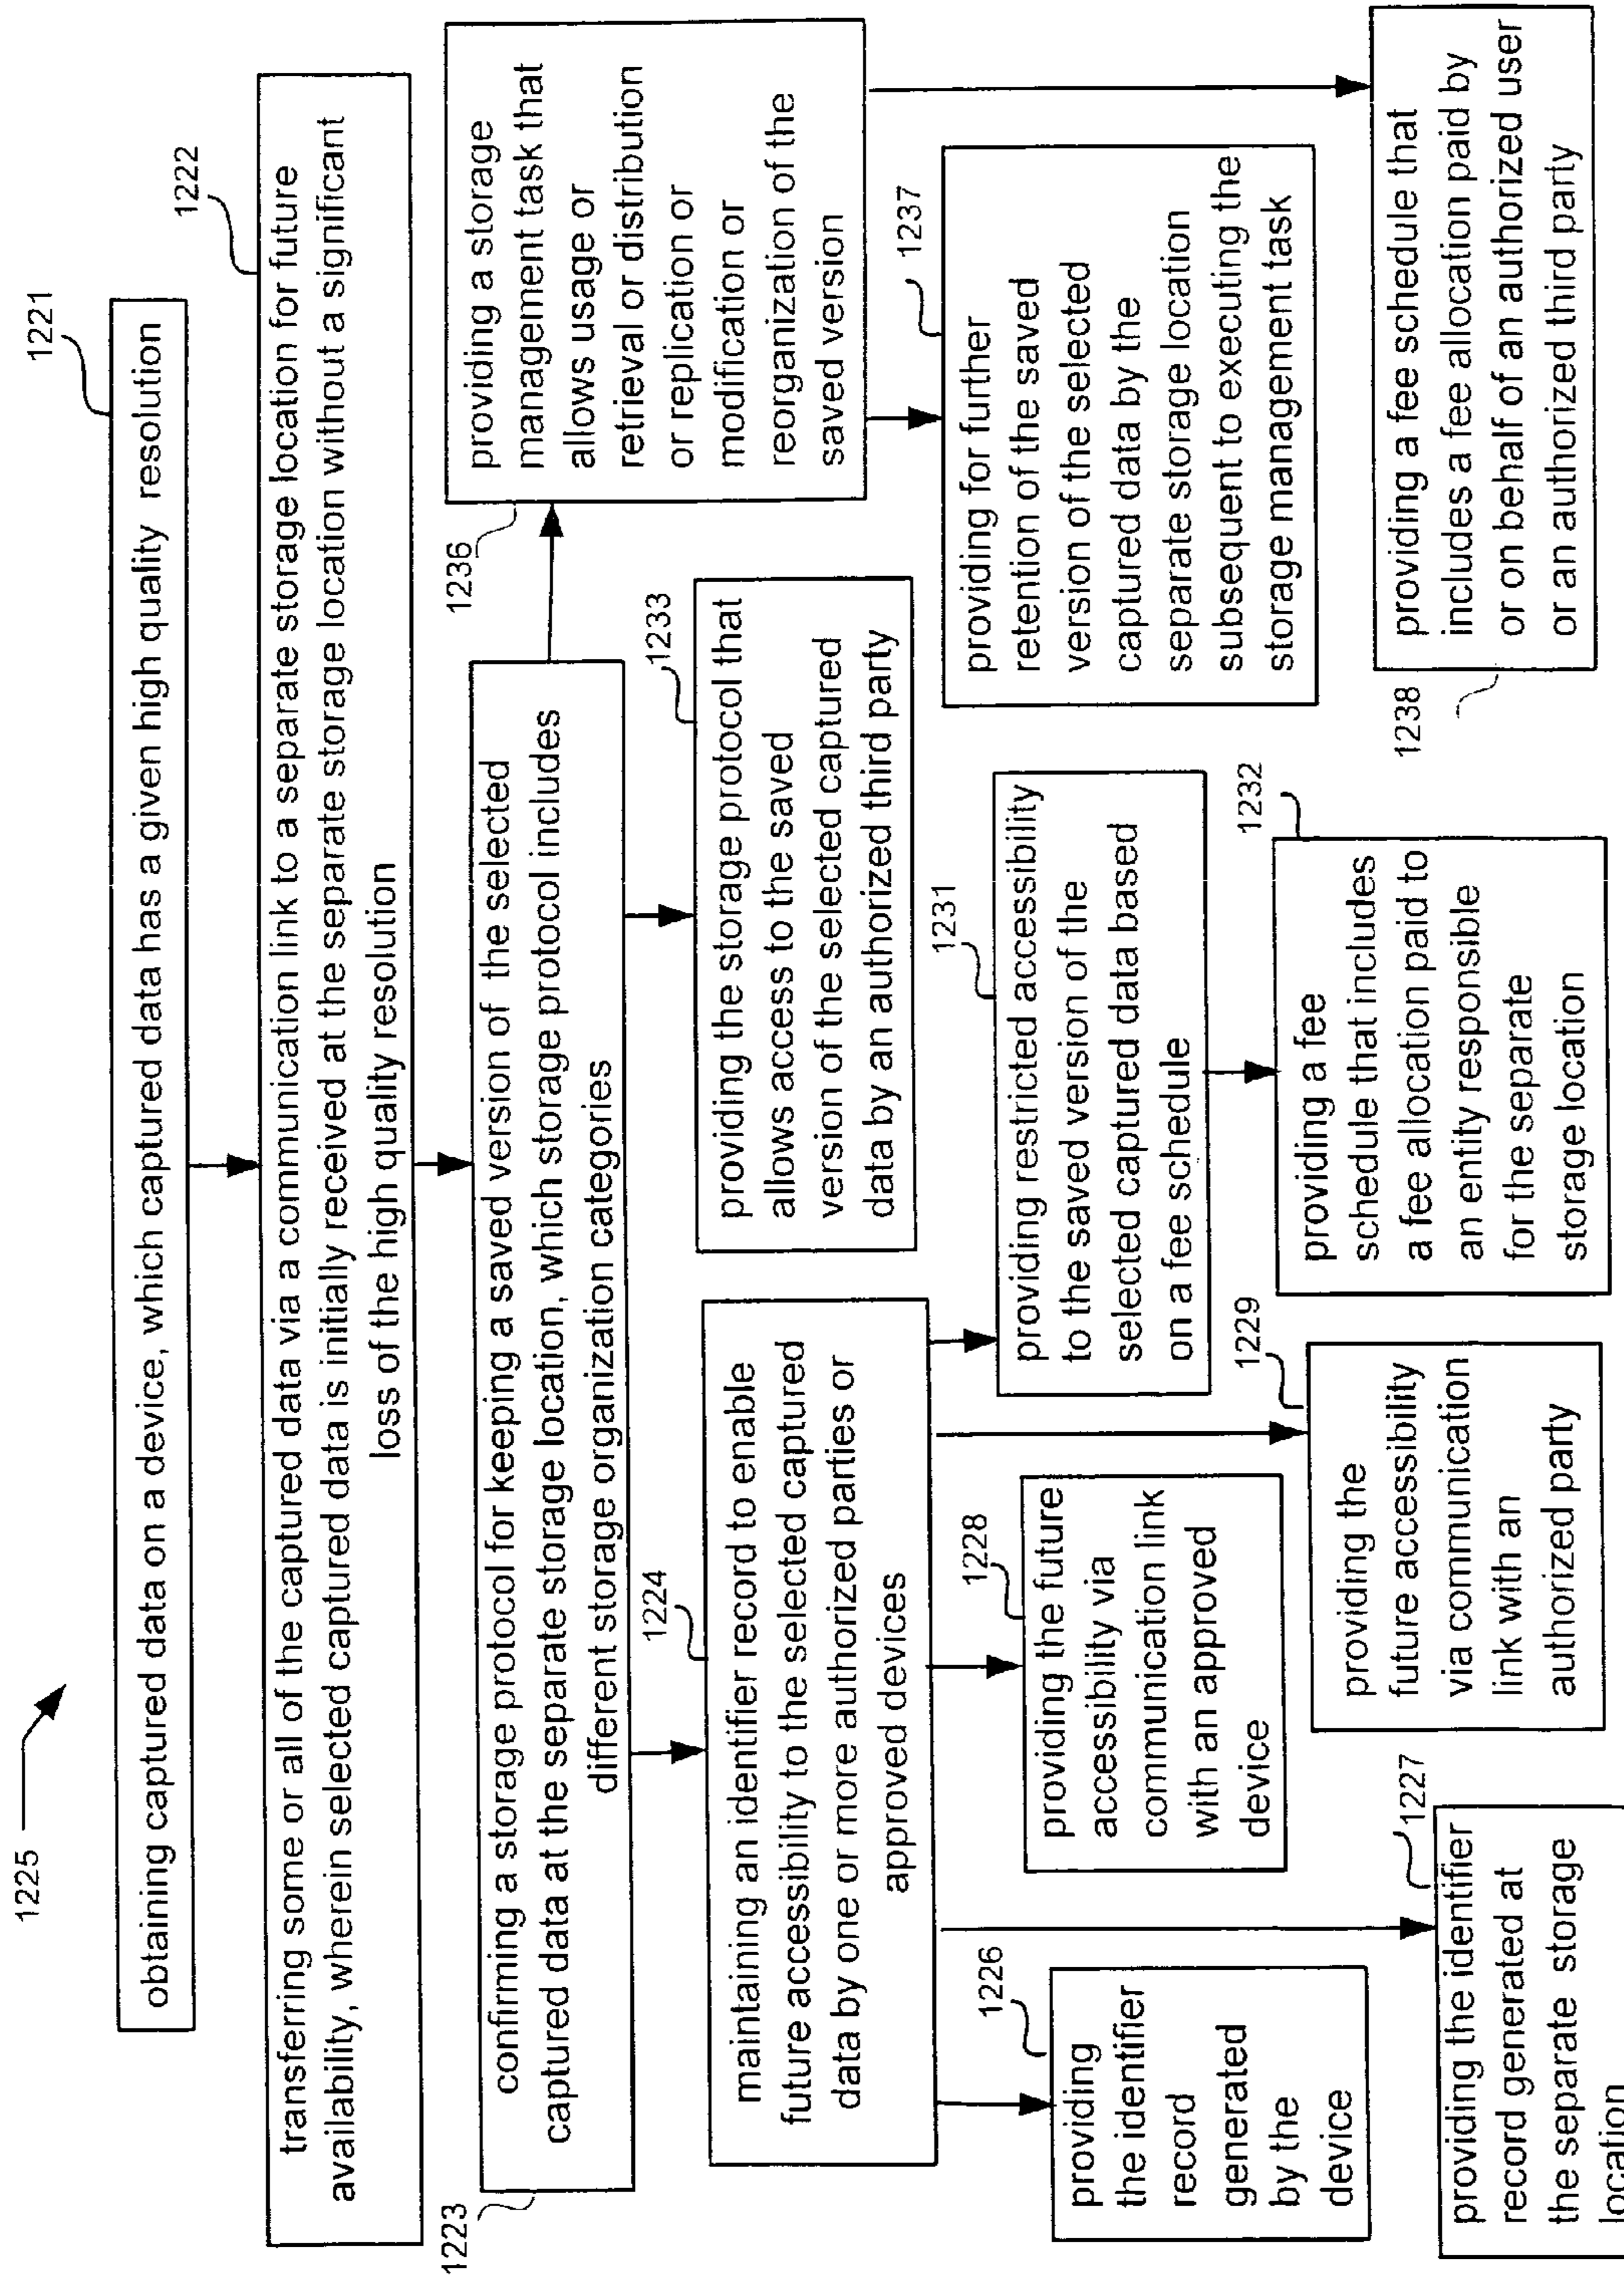 1225
1221
obtaining captured data on a device, which captured data has a given high quality resolution
1222
transferring some or all of the captured data via a communication link to a separate storage location for future
availability, wherein selected captured data is initially received at the separate storage location without a significant
loss of the high quality resolution
1223
confirming a storage protocol for keeping a saved version of the selected
captured data at the separate storage location, which storage protocol includes
different storage organization categories
1236
providing a storage
management task that
allows usage or
retrieval or distribution
or replication or
modification or
reorganization of the
saved version
1224
maintaining an identifier record to enable
future accessibility to the selected captured
data by one or more authorized parties or
approved devices
1233
providing the storage protocol that
allows access to the saved
version of the selected captured
data by an authorized third party
1237
providing for further
retention of the saved
version of the selected
captured data by the
separate storage location
subsequent to executing the
storage management task
1226
providing
the identifier
record
generated
by the
device
1228
providing the future
accessibility via
communication link
with an approved
device
1231
providing restricted accessibility
to the saved version of the
selected captured data based
on a fee schedule
1227
providing the identifier
record generated at
the separate storage
location
1229
providing the
future accessibility
via communication
link with an
authorized party
1232
providing a fee
schedule that includes
a fee allocation paid to
an entity responsible
for the separate
storage location
1238
providing a fee schedule that
includes a fee allocation paid by
or on behalf of an authorized user
or an authorized third party